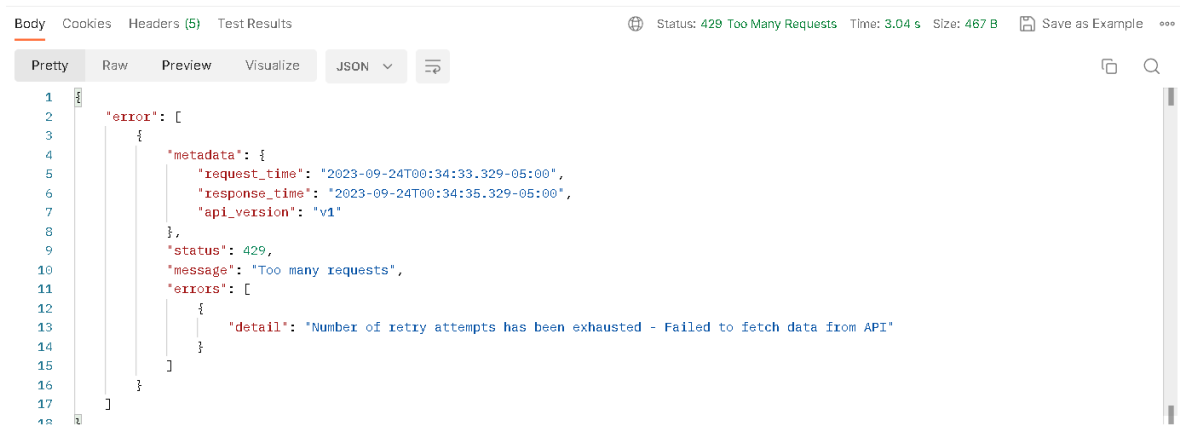 Body Cookies Headers (5) Test Results Status: 429 Too Many Requests Time: 3.04 s Size: 467 B Save as Example
Pretty Raw Preview Visualize JSON
1 {
2 "error": [
3 {
4 "metadata": {
5 "request_time": "2023-09-24T00:34:33.329-05:00",
6 "response_time": "2023-09-24T00:34:35.329-05:00",
7 "api_version": "v1"
8 },
9 "status": 429,
10 "message": "Too many requests",
11 "errors": [
12 {
13 "detail": "Number of retry attempts has been exhausted - Failed to fetch data from API"
14 }
15 ]
16 }
17 ]
18 }